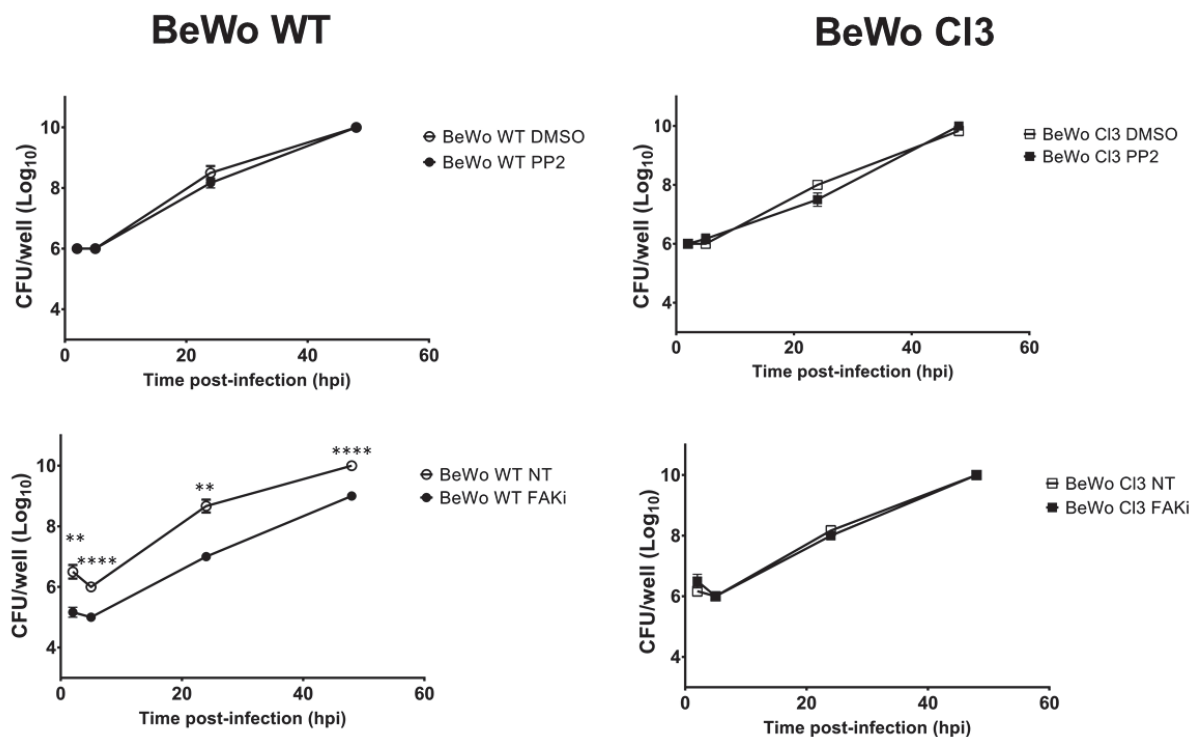 BeWo WT
BeWo Cl3
CFU/well (Log10)
10
8
6
4
0 20 40 60
Time post-infection (hpi)
BeWo WT DMSO
BeWo WT PP2
CFU/well (Log10)
10
8
6
4
0 20 40 60
Time post-infection (hpi)
BeWo Cl3 DMSO
BeWo Cl3 PP2
CFU/well (Log10)
10
8
6
4
**
****
**
****
0 20 40 60
Time post-infection (hpi)
BeWo WT NT
BeWo WT FAKi
CFU/well (Log10)
10
8
6
4
0 20 40 60
Time post-infection (hpi)
BeWo Cl3 NT
BeWo Cl3 FAKi